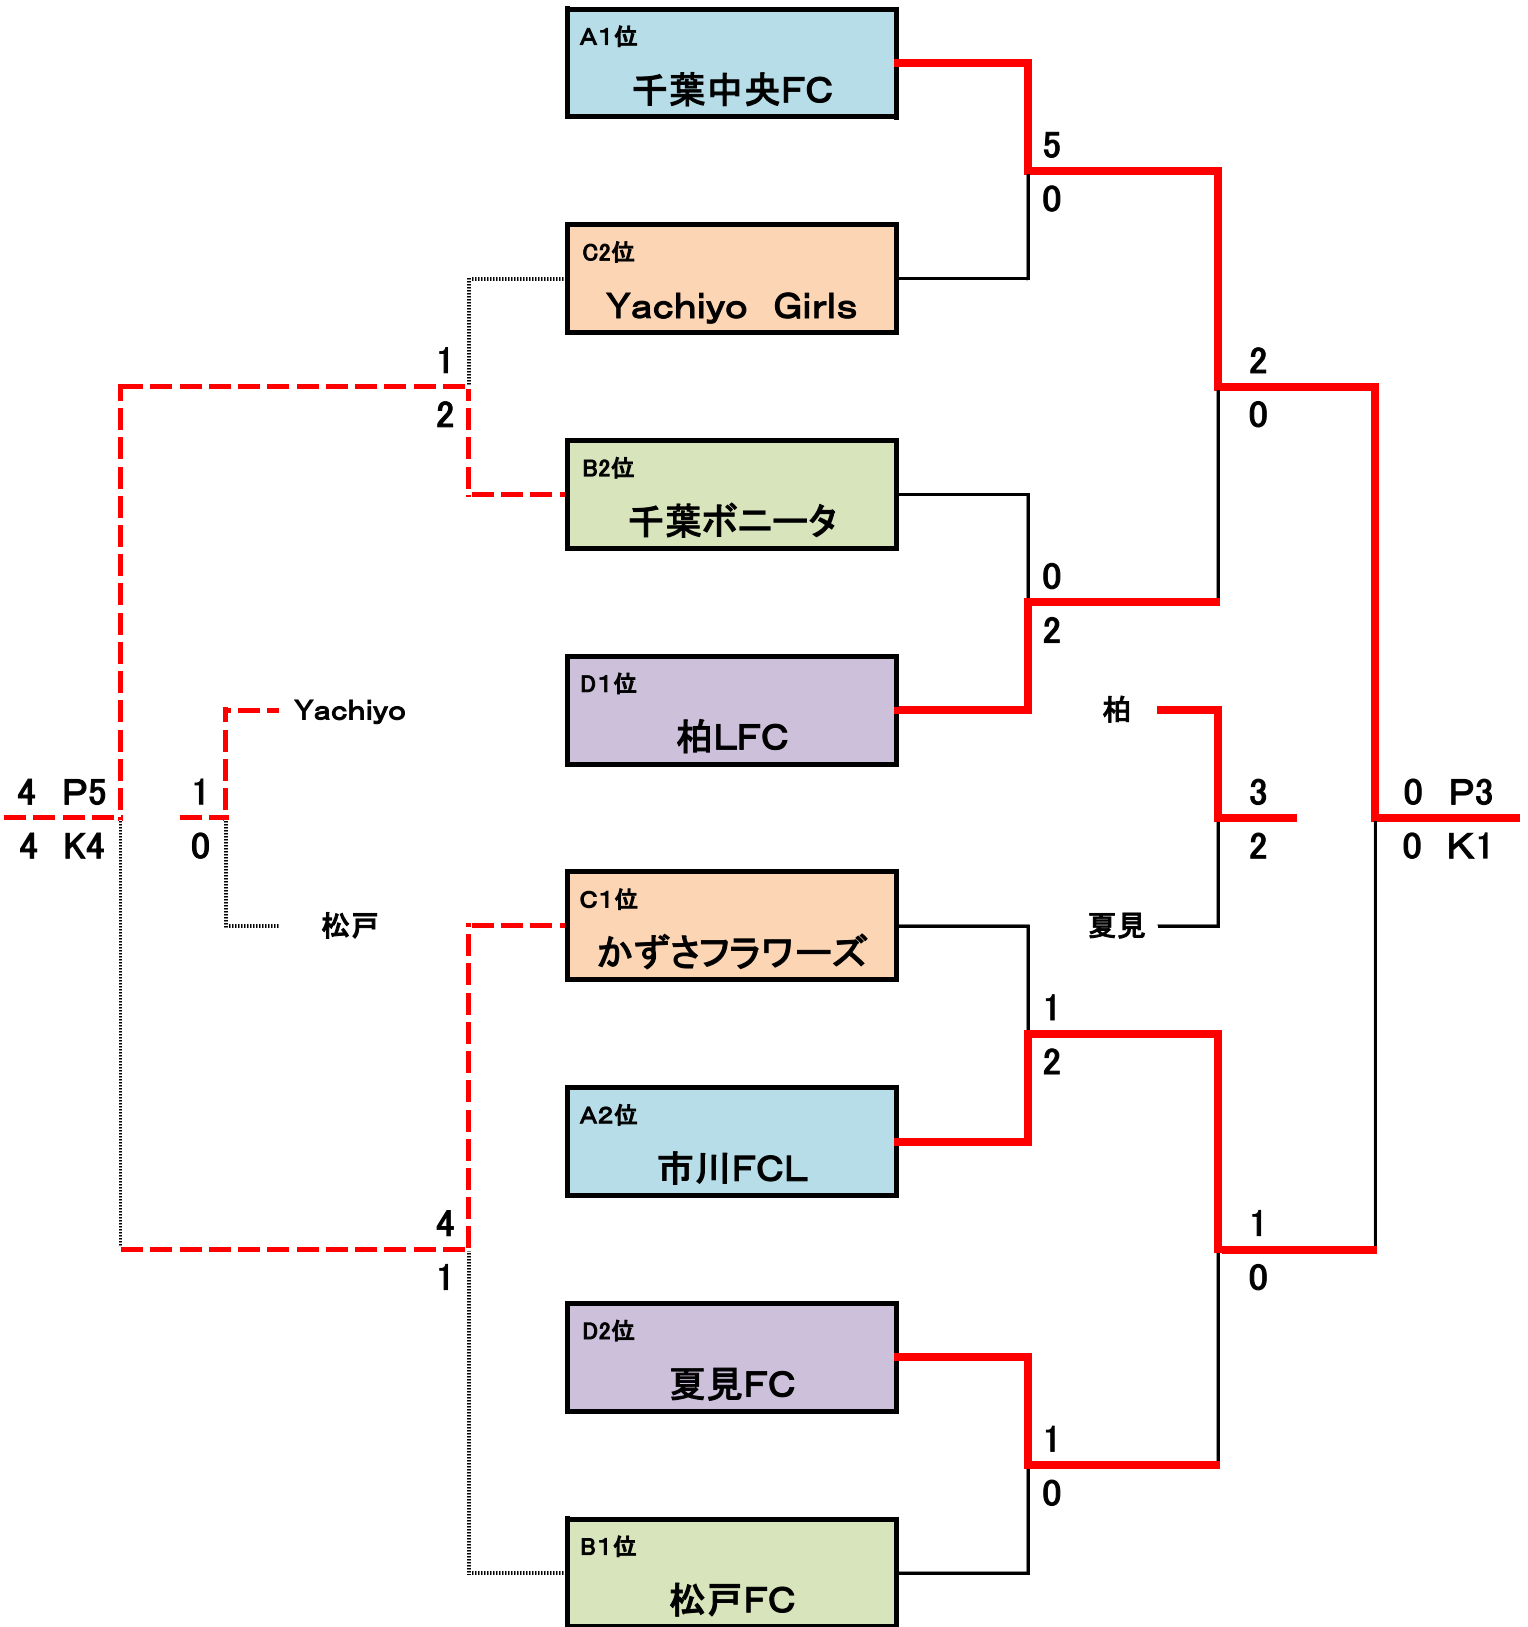 A1位
千葉中央FC
5
0
C2位
Yachiyo Girls
1
2
2
0
B2位
千葉ボニータ
0
2
D1位
柏LFC
Yachiyo
柏
4 P5
4 K4
1
0
3
2
0 P3
0 K1
松戸
夏見
C1位
かずさフラワーズ
1
2
A2位
市川FCL
4
1
1
0
D2位
夏見FC
1
0
B1位
松戸FC